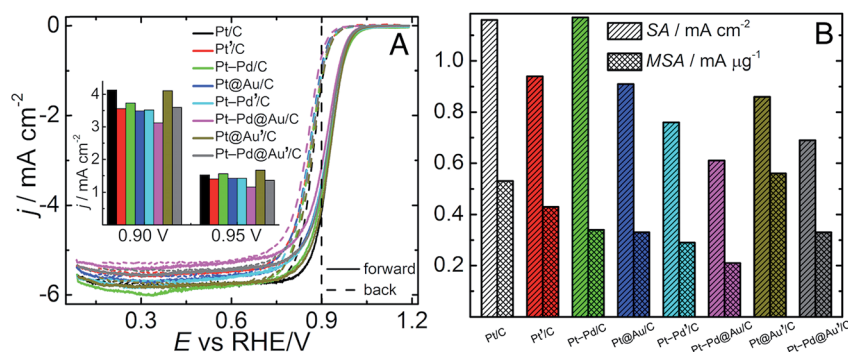 A
0
-2
-4
-6
j / mA cm-2
Pt/C
Pt'/C
Pt–Pd/C
Pt@Au/C
Pt–Pd'/C
Pt–Pd@Au/C
Pt@Au'/C
Pt–Pd@Au'/C
4
3
2
1
j / mA cm-2
0.90 V
0.95 V
forward
back
0.3
0.6
0.9
1.2
E vs RHE/V
B
SA / mA cm-2
MSA / mA μg-1
1.0
0.8
0.6
0.4
0.2
Pt/C
Pt'/C
Pt–Pd/C
Pt@Au/C
Pt–Pd'/C
Pt–Pd@Au/C
Pt@Au'/C
Pt–Pd@Au'/C